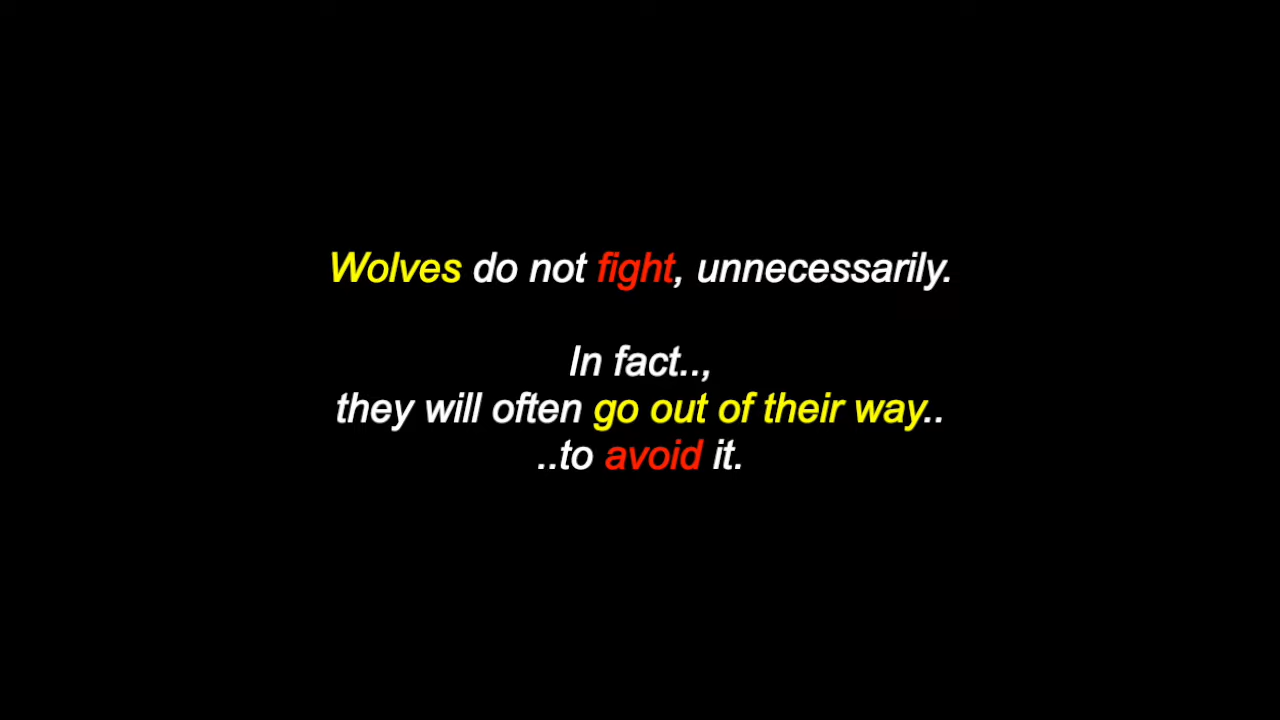 Wolves do not fight, unnecessarily.
In fact..,
they will often go out of their way..
..to avoid it.